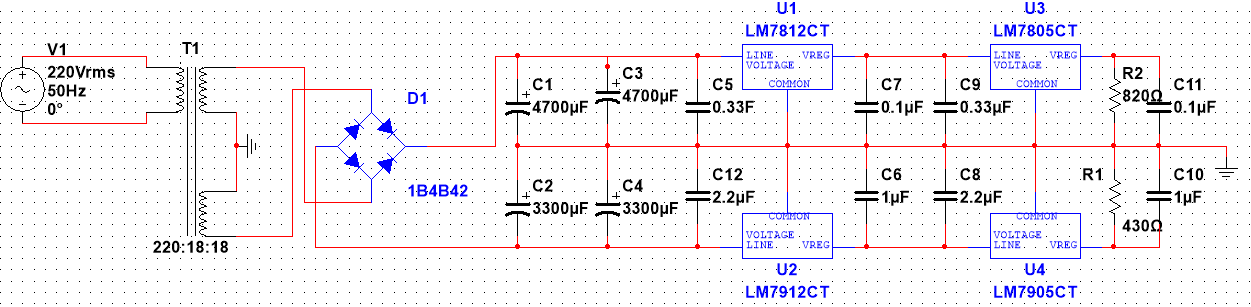 V1
220Vrms
50Hz
0°
T1
220:18:18
D1
1B4B42
C1
4700µF
C3
4700µF
C5
0.33F
C2
3300µF
C4
3300µF
C12
2.2µF
U1
LM7812CT
LINE VREG
VOLTAGE
COMMON
C7
0.1µF
C9
0.33µF
U3
LM7805CT
LINE VREG
VOLTAGE
COMMON
R2
820Ω
C11
0.1µF
COMMON
VOLTAGE
LINE VREG
U2
LM7912CT
C6
1µF
C8
2.2µF
COMMON
VOLTAGE
LINE VREG
U4
LM7905CT
R1
430Ω
C10
1µF